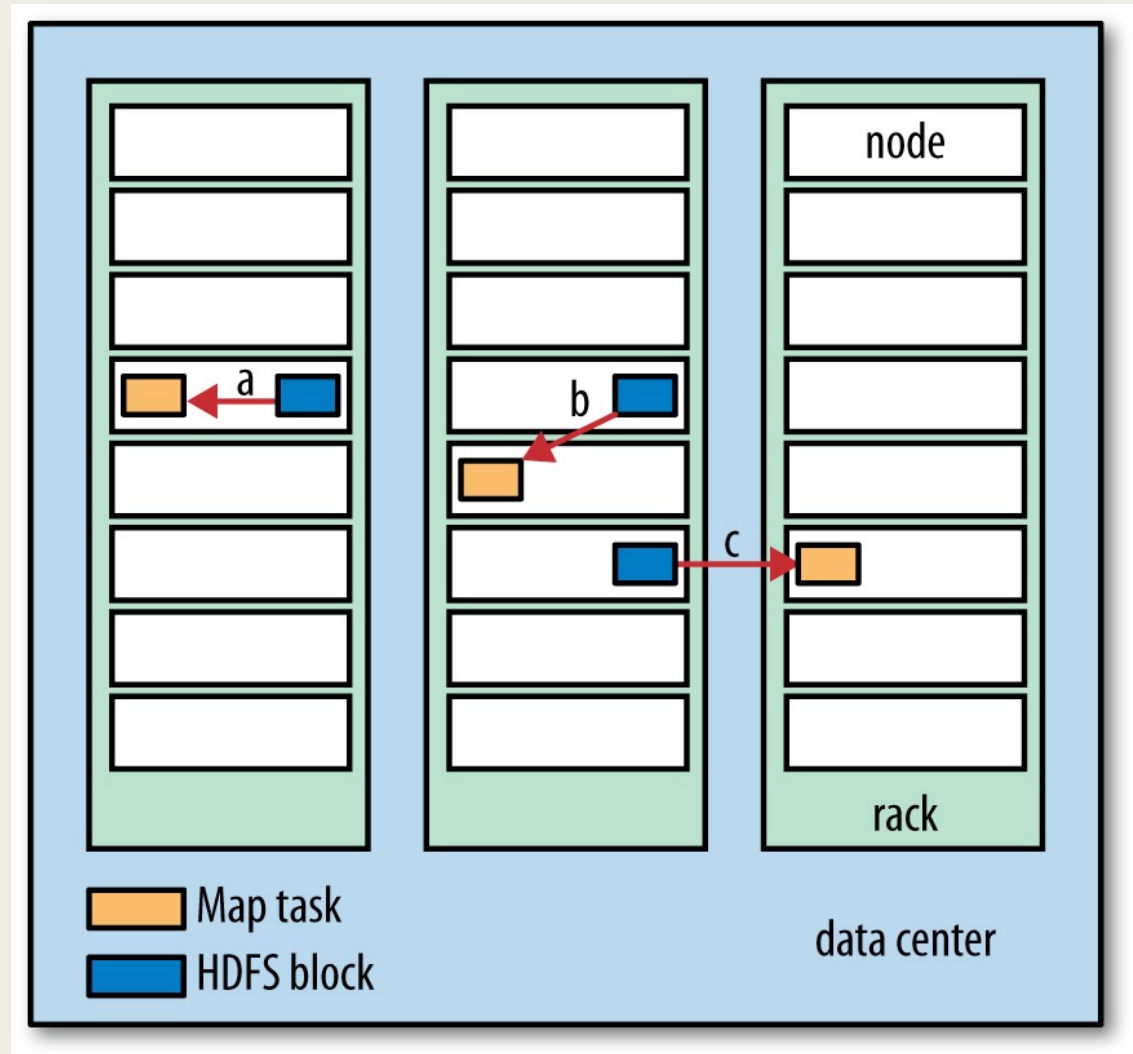 node
a
b
c
rack
Map task
HDFS block
data center